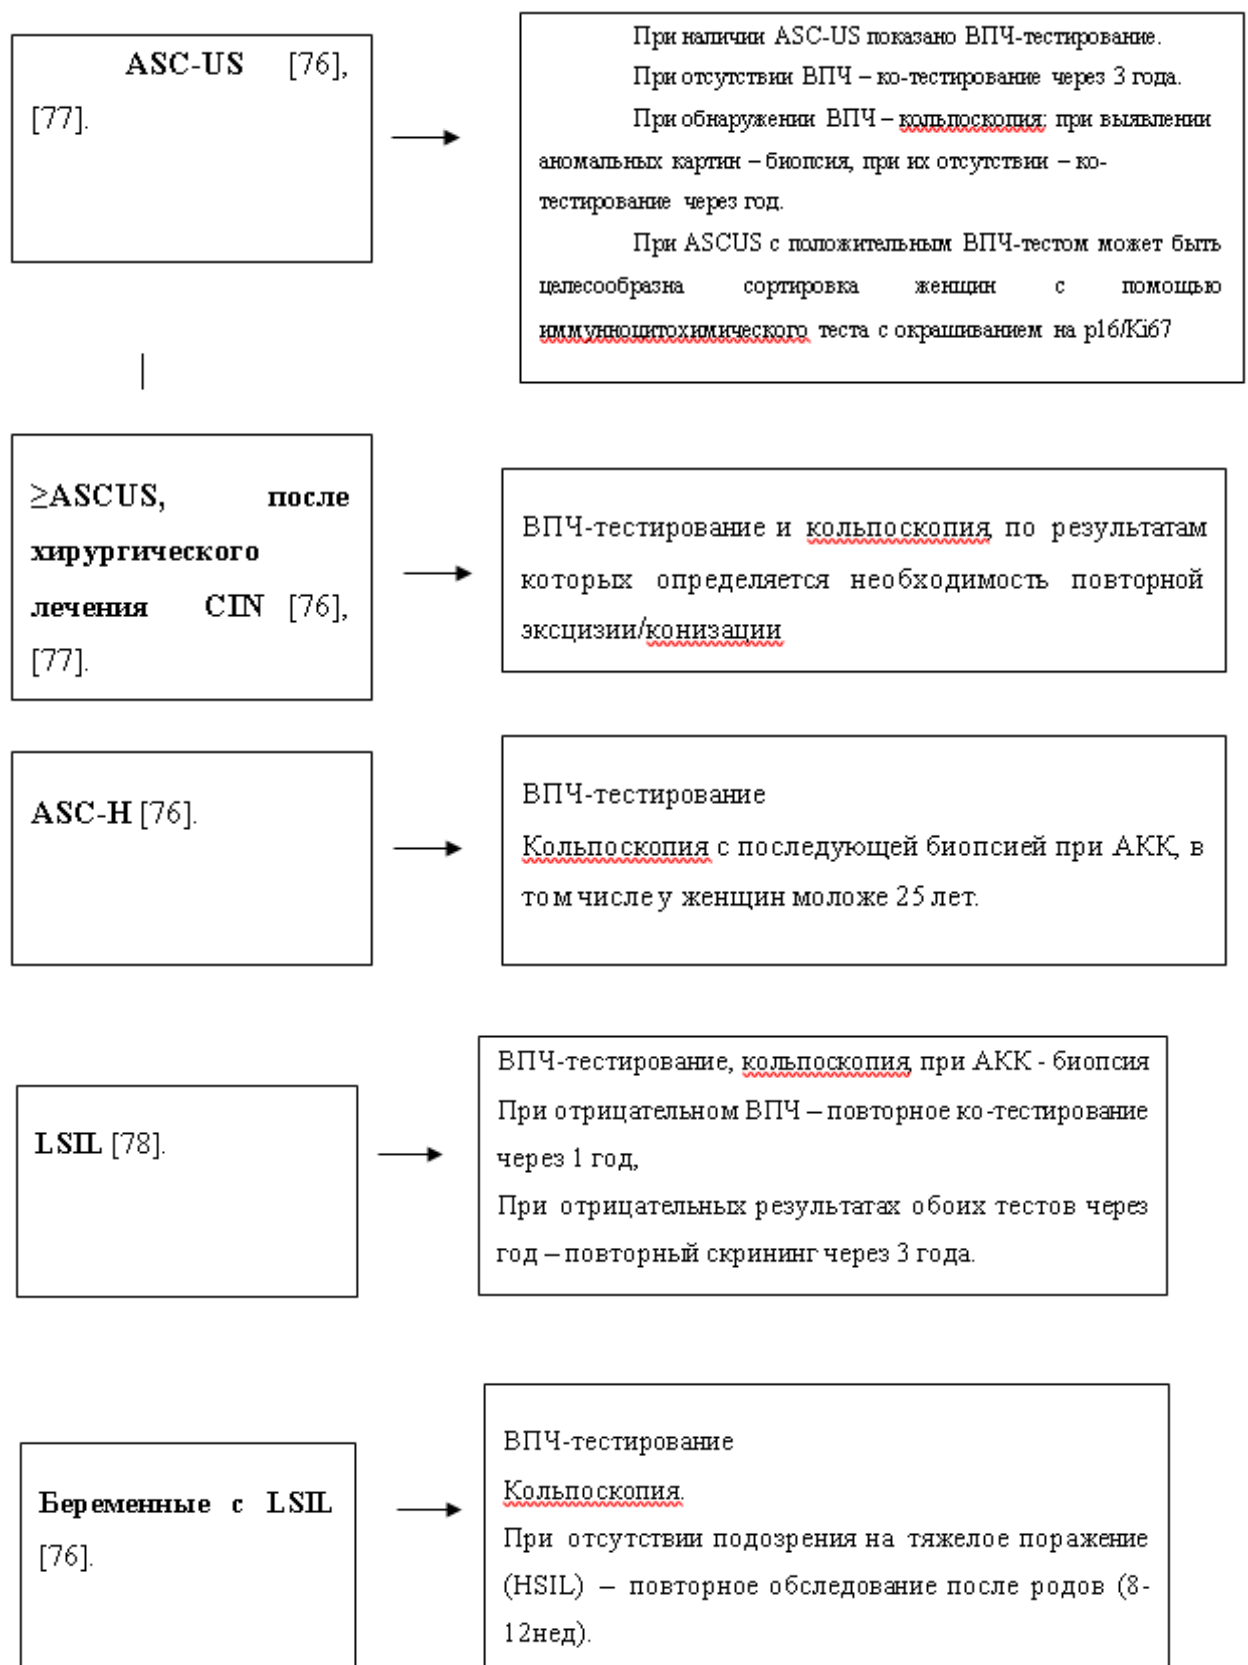 ASC-US [76],
[77].
При наличии ASC-US показано ВПЧ-тестирование.
При отсутствии ВПЧ – ко-тестирование через 3 года.
При обнаружении ВПЧ – кольпоскопия: при выявлении
аномальных картин – биопсия, при их отсутствии – ко-
тестирование через год.
При ASCUS с положительным ВПЧ-тестом может быть
целесообразна сортировка женщин с помощью
иммунноцитохимического теста с окрашиванием на p16/Ki67
≥ASCUS, после
хирургического
лечения CIN [76],
[77].
ВПЧ-тестирование и кольпоскопия, по результатам
которых определяется необходимость повторной
эксцизии/конизации
ASC-H [76].
ВПЧ-тестирование
Кольпоскопия с последующей биопсией при АКК, в
том числе у женщин моложе 25 лет.
LSIL [78].
ВПЧ-тестирование, кольпоскопия, при АКК - биопсия
При отрицательном ВПЧ – повторное ко-тестирование
через 1 год,
При отрицательных результатах обоих тестов через
год – повторный скрининг через 3 года.
Беременные с LSIL
[76].
ВПЧ-тестирование
Кольпоскопия.
При отсутствии подозрения на тяжелое поражение
(HSIL) – повторное обследование после родов (8-
12нед).